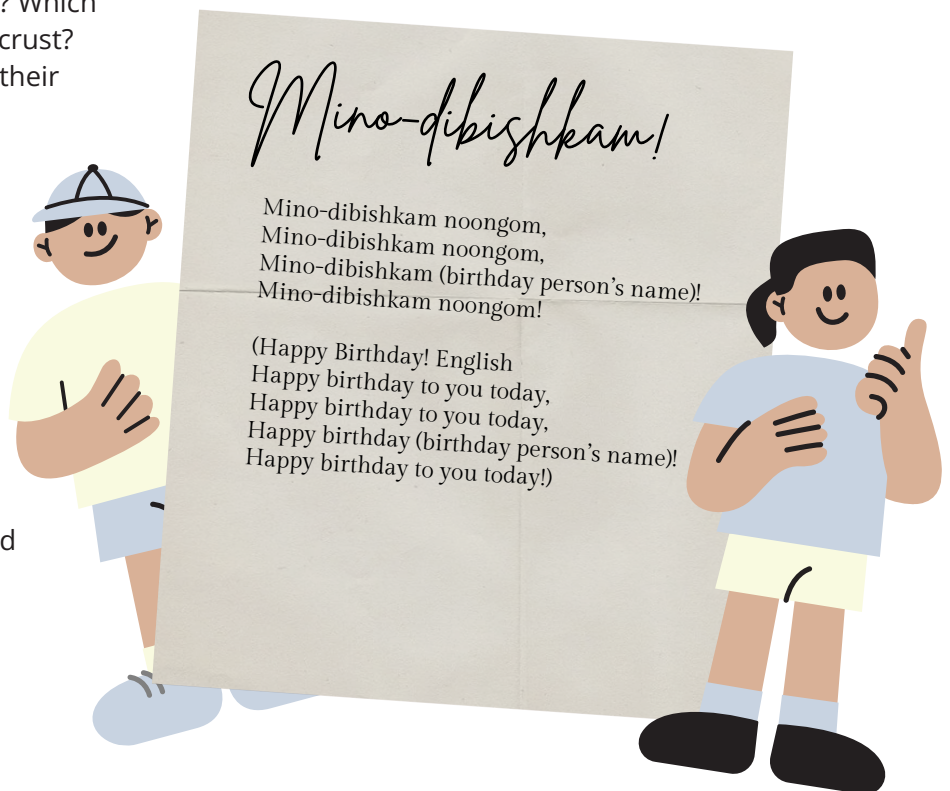 ? Which
crust?
their
Mino-dibishkam!
Mino-dibishkam noongom,
Mino-dibishkam noongom,
Mino-dibishkam (birthday person's name)!
Mino-dibishkam noongom!
(Happy Birthday! English
Happy birthday to you today,
Happy birthday to you today,
Happy birthday (birthday person's name)!
Happy birthday to you today!)
d